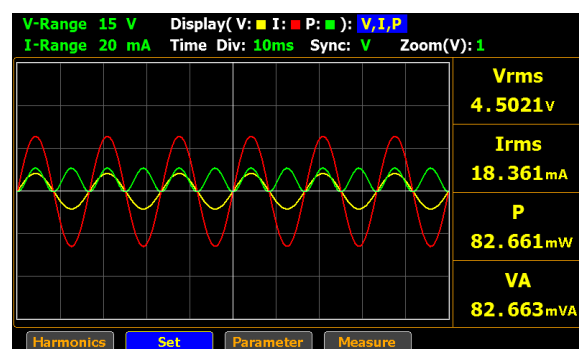 V-Range 15 V Display( V: I: P: ): V,I,P
I-Range 20 mA Time Div: 10ms Sync: V Zoom(V): 1
Vrms
4.5021V
Irms
18.361mA
P
82.661mW
VA
82.663mVA
Harmonics Set Parameter Measure